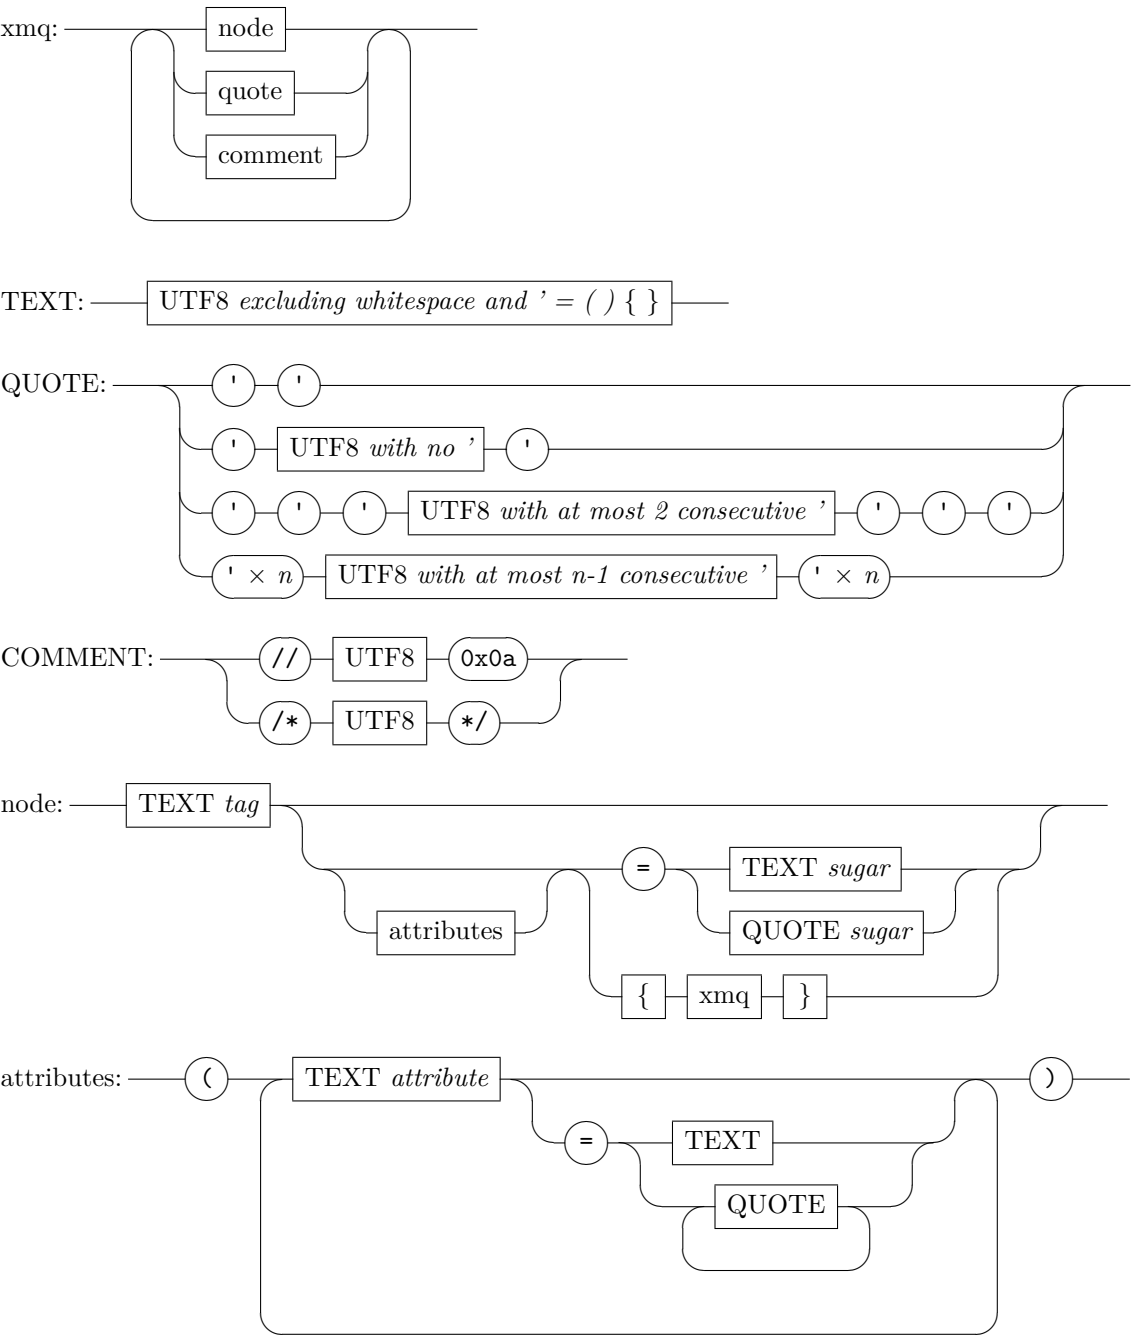 xmq: node
quote
comment
TEXT: UTF8 excluding whitespace and ’ = ( ) { }
QUOTE: ' '
' UTF8 with no ’ '
' ' ' UTF8 with at most 2 consecutive ’ ' ' '
' × n UTF8 with at most n-1 consecutive ’ ' × n
COMMENT: // UTF8 0x0a
/* UTF8 */
node: TEXT tag
= TEXT sugar
attributes QUOTE sugar
{ xmq }
attributes: ( TEXT attribute )
= TEXT
QUOTE